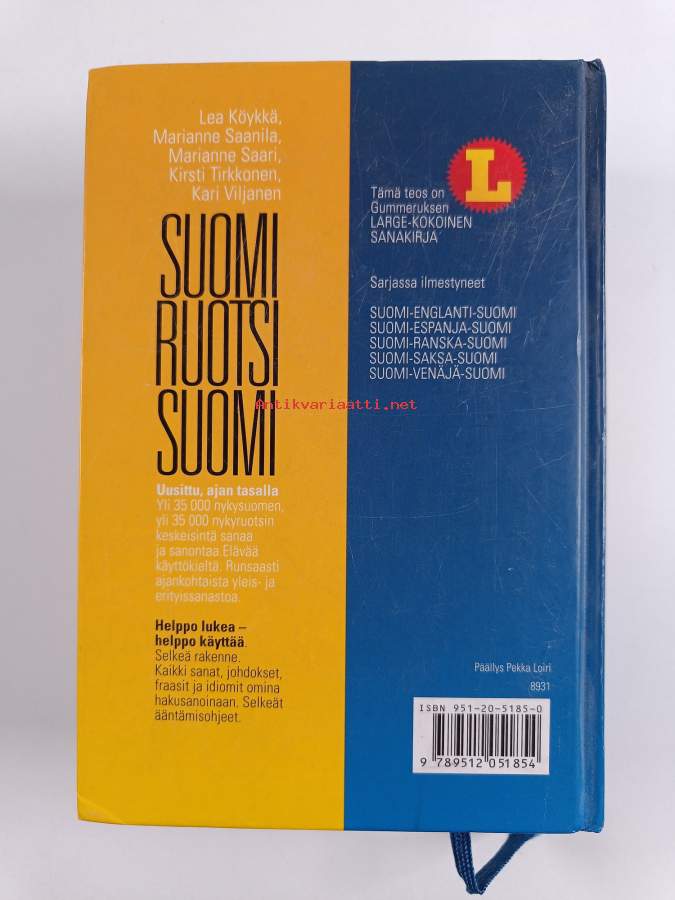 Lea Köykkä,
Marianne Saanila,
Marianne Saari,
Kirsti Tirkkonen,
Kari Viljanen
SUOMI
RUOTSI
SUOMI
Uusittu, ajan tasalla
Yli 35 000 nykysuomen,
yli 35 000 nykyruotsin
keskeisintä sanaa
ja sanontaa.Elävää
käyttökieltä. Runsaasti
ajankohtaista yleis- ja
erityissanastoa.
Helppo lukea –
helppo käyttää.
Selkeä rakenne.
Kaikki sanat, johdokset,
fraasit ja idiomit omina
hakusanoinaan. Selkeät
ääntämisohjeet.
L
Tämä teos on
Gummeruksen
LARGE-KOKOINEN
SANAKIRJA
Sarjassa ilmestyneet
SUOMI-ENGLANTI-SUOMI
SUOMI-ESPANJA-SUOMI
SUOMI-RANSKA-SUOMI
SUOMI-SAKSA-SUOMI
SUOMI-VENÄJÄ-SUOMI
Antikvariaatti.net
Päällys Pekka Loiri
8931
ISBN 951-20-5185-0
9 789512 051854